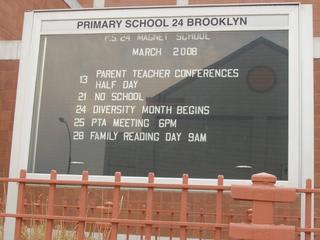 PRIMARY SCHOOL 24 BROOKLYN
P.S. 24 MAGNET SCHOOL
MARCH 2008
13 PARENT TEACHER CONFERENCES
HALF DAY
21 NO SCHOOL
24 DIVERSITY MONTH BEGINS
25 PTA MEETING 6PM
28 FAMILY READING DAY 9AM